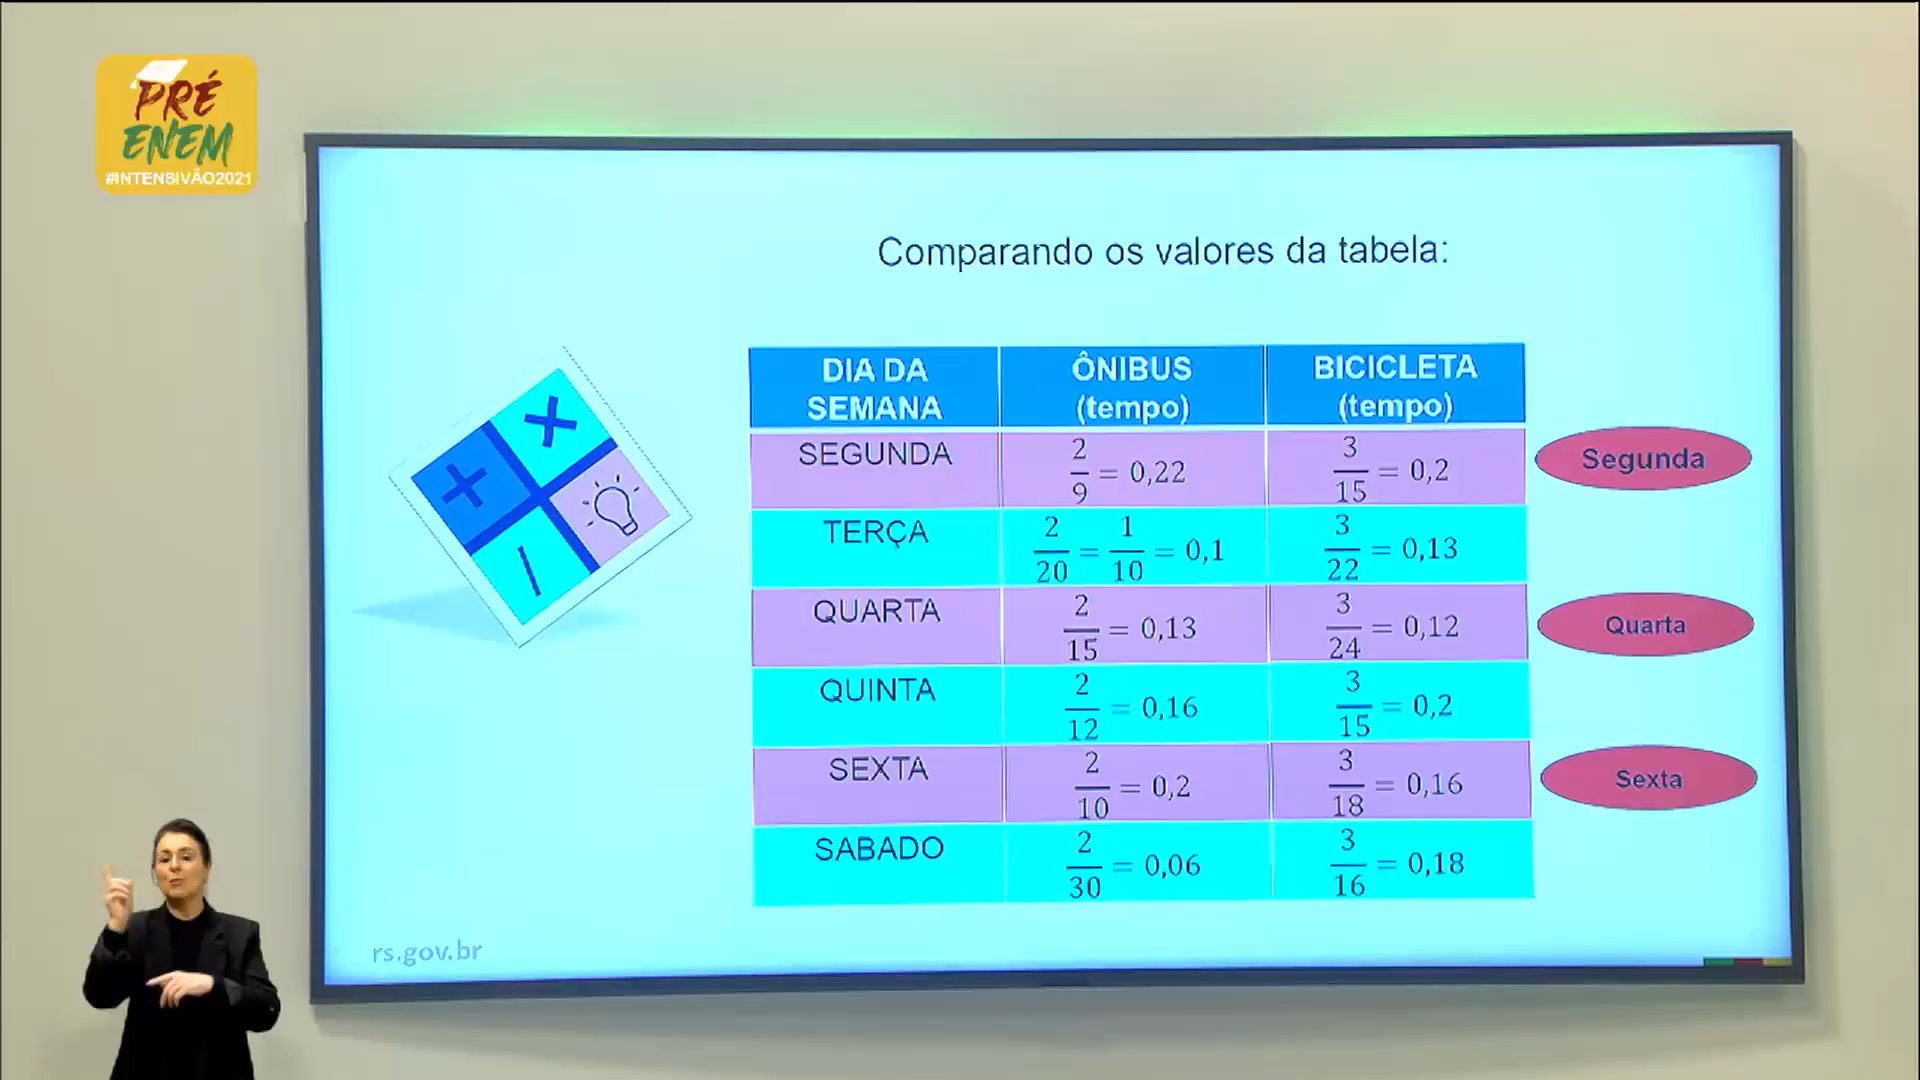 PRÉ
ENEM
#INTENSIVÃO2021
Comparando os valores da tabela:
DIA DA SEMANA ÔNIBUS (tempo) BICICLETA (tempo)
SEGUNDA 2/9 = 0,22 3/15 = 0,2 Segunda
TERÇA 2/20 = 1/10 = 0,1 3/22 = 0,13
QUARTA 2/15 = 0,13 3/24 = 0,12 Quarta
QUINTA 2/12 = 0,16 3/15 = 0,2
SEXTA 2/10 = 0,2 3/18 = 0,16 Sexta
SABADO 2/30 = 0,06 3/16 = 0,18
rs.gov.br